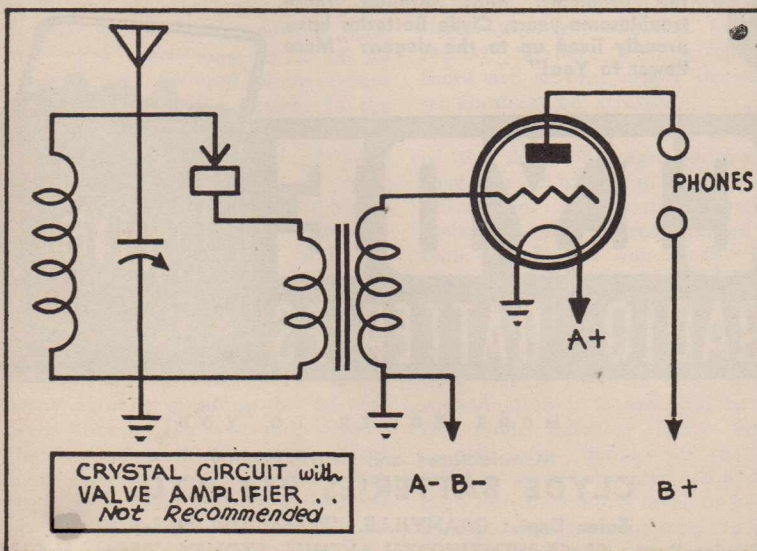 PHONES
A+
A- B-
B+
CRYSTAL CIRCUIT with
VALVE AMPLIFIER...
Not Recommended